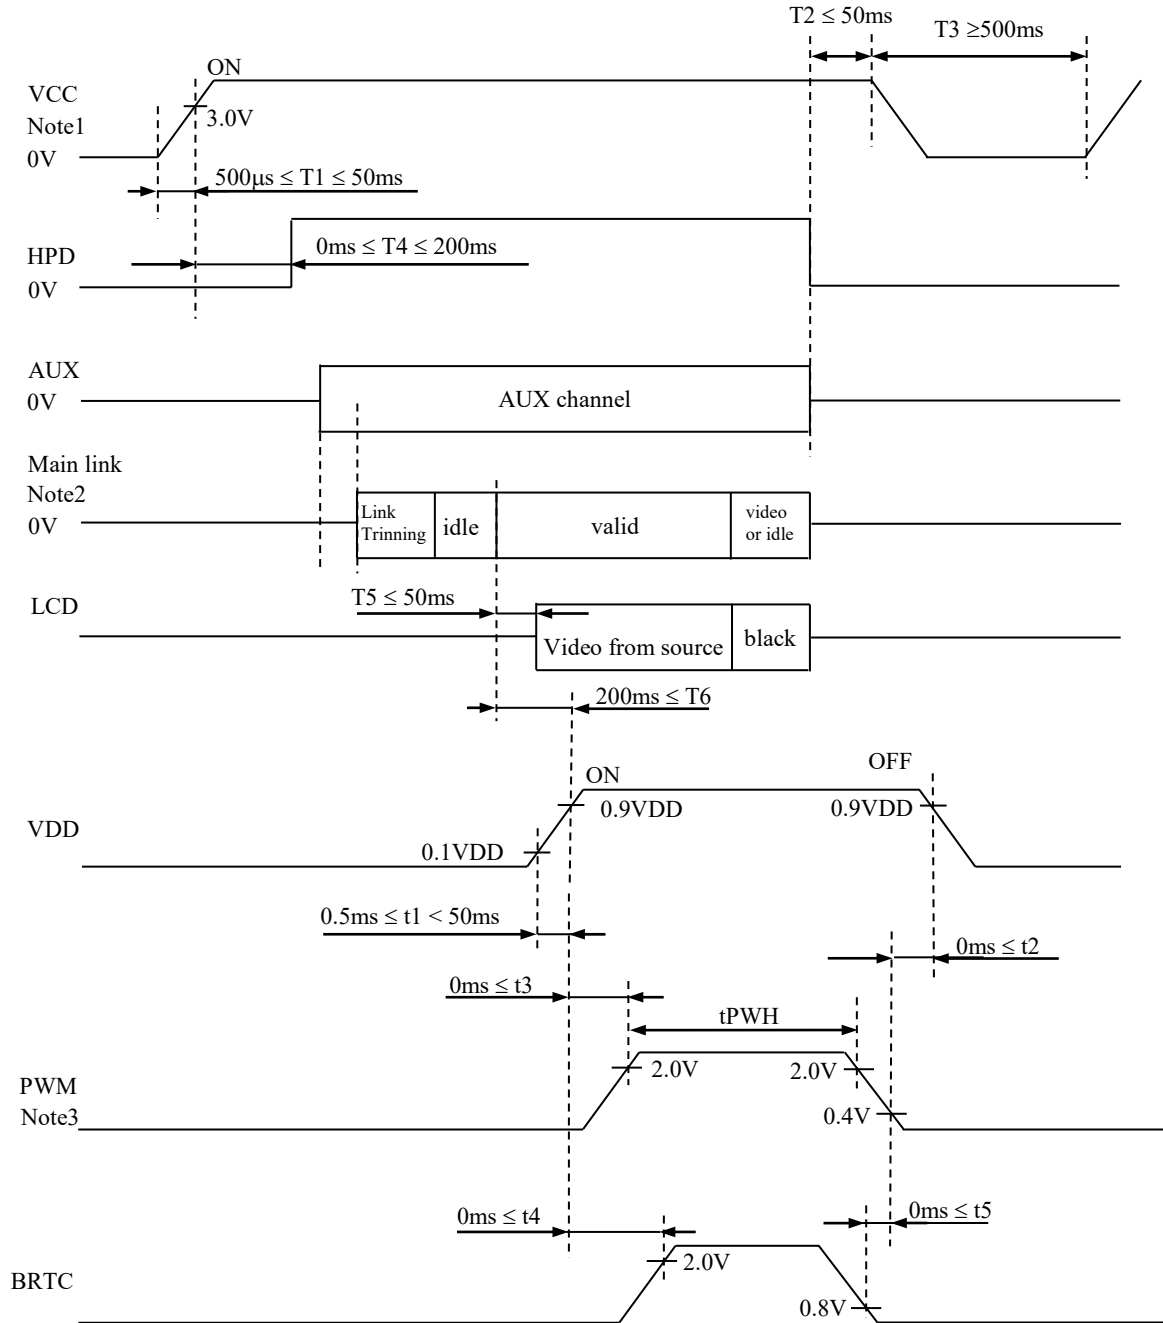 T2 ≤ 50ms
T3 ≥500ms
ON
VCC
3.0V
Note1
0V
500µs ≤ T1 ≤ 50ms
HPD
0ms ≤ T4 ≤ 200ms
0V
AUX
0V
AUX channel
Main link
Note2
0V
Link
Trinning
idle
valid
video
or idle
LCD
T5 ≤ 50ms
Video from source
black
200ms ≤ T6
ON
OFF
VDD
0.9VDD
0.9VDD
0.1VDD
0.5ms ≤ t1 < 50ms
0ms ≤ t2
0ms ≤ t3
tPWH
PWM
Note3
2.0V
2.0V
0.4V
0ms ≤ t4
0ms ≤ t5
BRTC
2.0V
0.8V